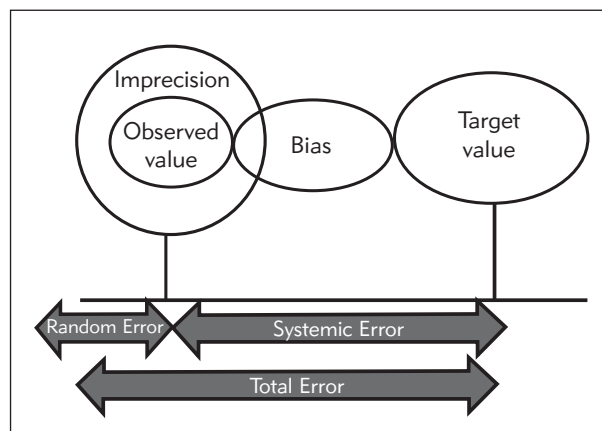 Imprecision
Observed
value
Bias
Target
value
Random Error
Systemic Error
Total Error